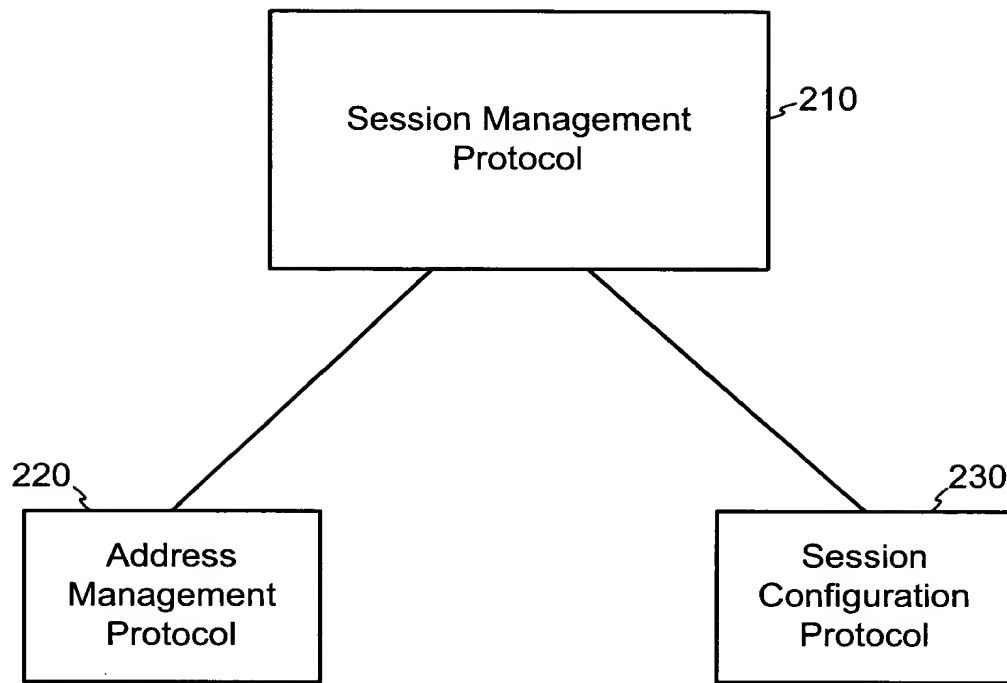 Session Management
Protocol
210
220
Address
Management
Protocol
230
Session
Configuration
Protocol